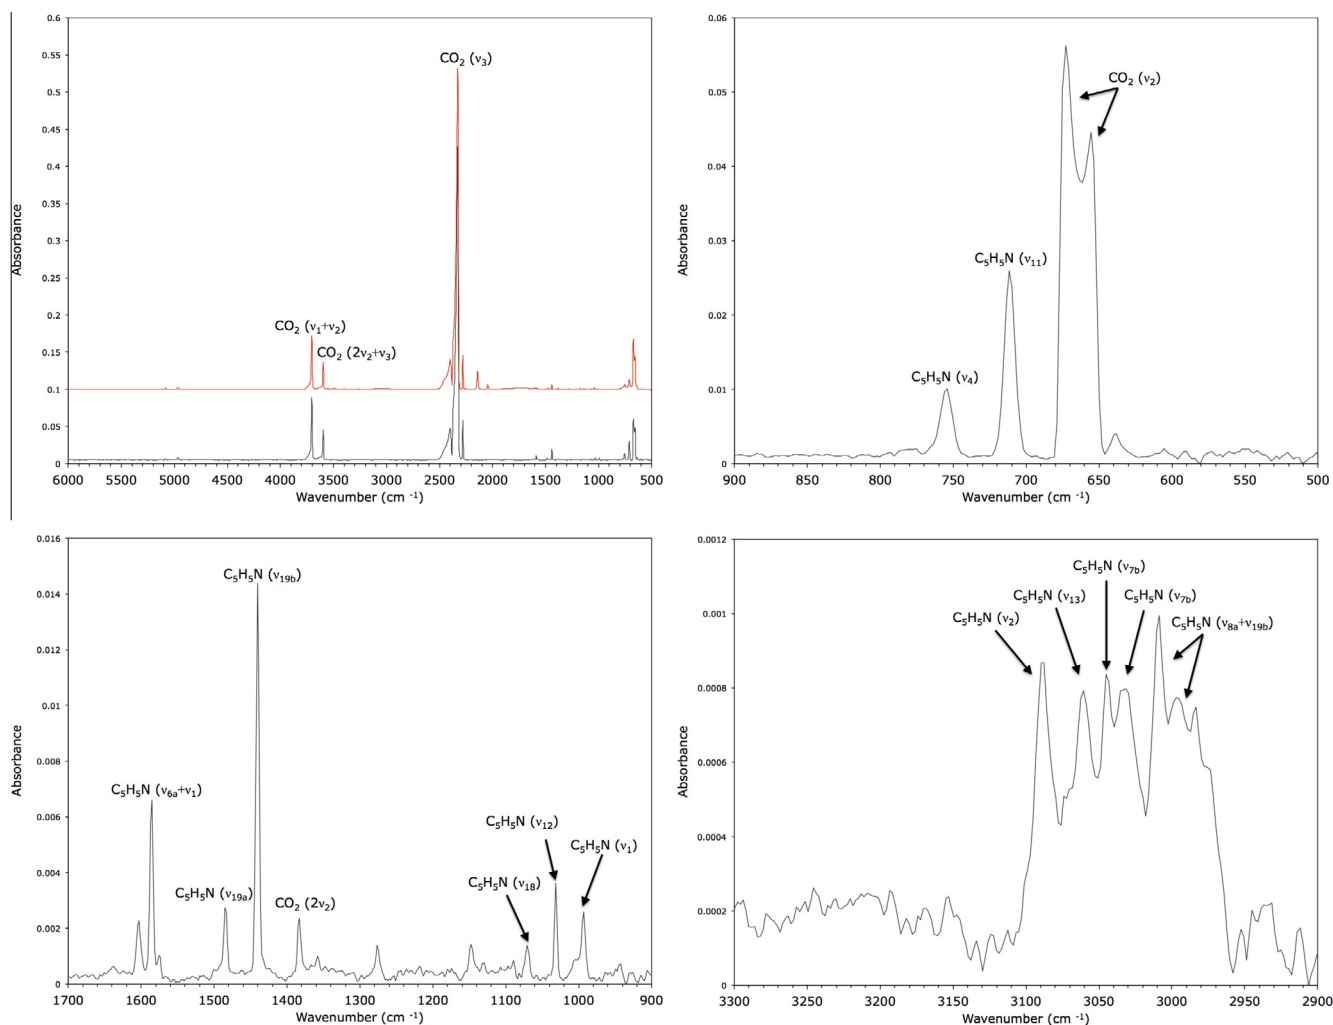 0.6
0.55
0.5
0.45
0.4
0.35
0.3
0.25
0.2
0.15
0.1
0.05
0
Absorbance
CO₂ (ν₃)
CO₂ (ν₁+ν₂)
CO₂ (2ν₂+ν₃)
6000 5500 5000 4500 4000 3500 3000 2500 2000 1500 1000 500
Wavenumber (cm ⁻¹)
0.06
0.05
0.04
0.03
0.02
0.01
0
Absorbance
CO₂ (ν₂)
C₅H₅N (ν₁₁)
C₅H₅N (ν₄)
900 850 800 750 700 650 600 550 500
Wavenumber (cm ⁻¹)
0.016
0.014
0.012
0.01
0.008
0.006
0.004
0.002
0
Absorbance
C₅H₅N (ν₁₉b)
C₅H₅N (ν₆a+ν₁)
C₅H₅N (ν₁₉a)
CO₂ (2ν₂)
C₅H₅N (ν₁₂)
C₅H₅N (ν₁)
C₅H₅N (ν₁₈)
1700 1600 1500 1400 1300 1200 1100 1000 900
Wavenumber (cm ⁻¹)
0.0012
0.001
0.0008
0.0006
0.0004
0.0002
0
Absorbance
C₅H₅N (ν₇b)
C₅H₅N (ν₁₃)
C₅H₅N (ν₇b)
C₅H₅N (ν₂)
C₅H₅N (ν₈a+ν₁₉b)
3300 3250 3200 3150 3100 3050 3000 2950 2900
Wavenumber (cm ⁻¹)